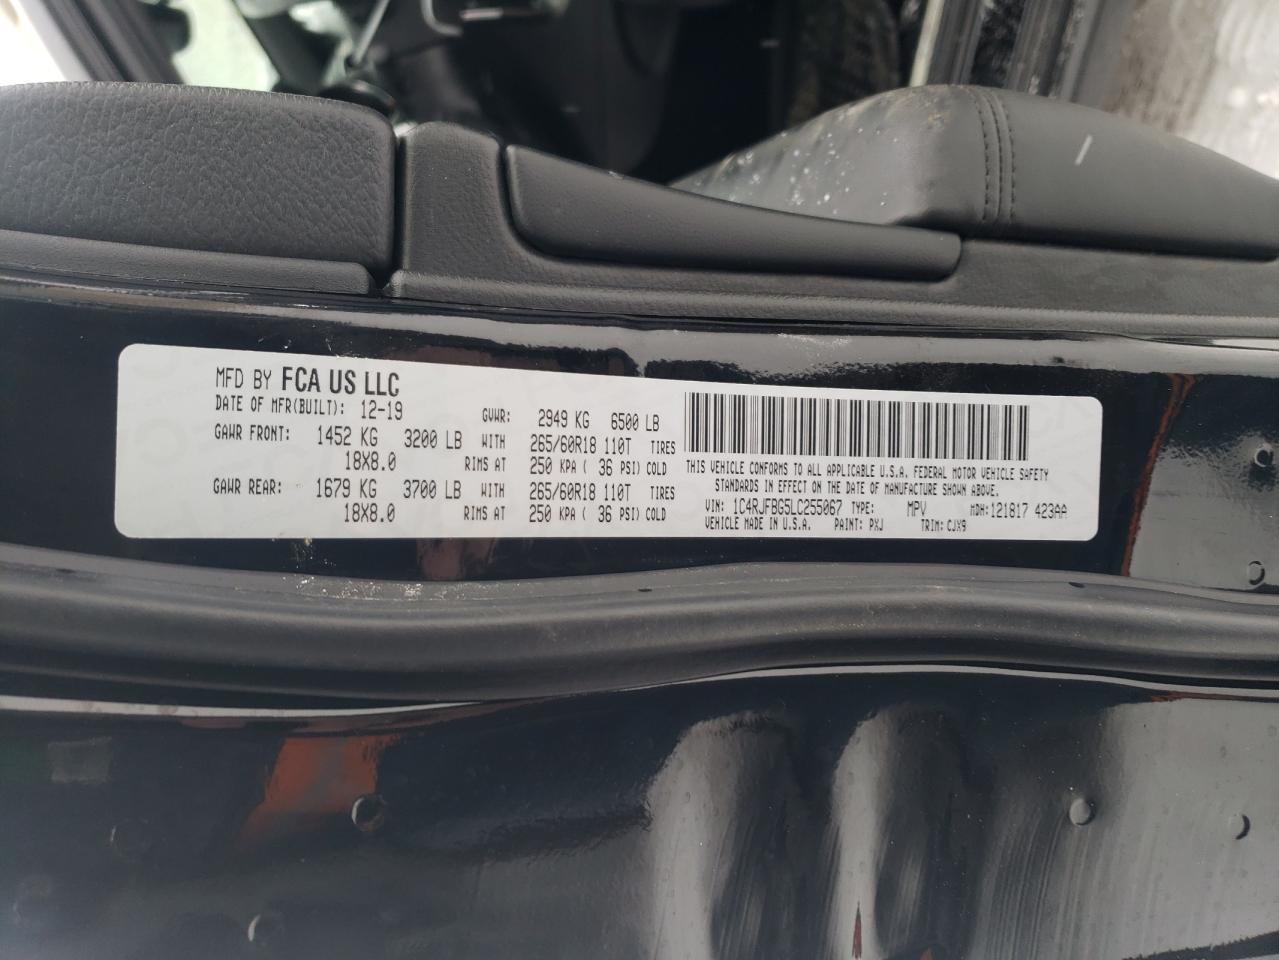 MFD BY FCA US LLC
DATE OF MFR(BUILT): 12-19 GVWR: 2949 KG 6500 LB
GAWR FRONT: 1452 KG 3200 LB WITH 265/60R18 110T TIRES
18X8.0 RIMS AT 250 KPA ( 36 PSI) COLD
GAWR REAR: 1679 KG 3700 LB WITH 265/60R18 110T TIRES
18X8.0 RIMS AT 250 KPA ( 36 PSI) COLD
THIS VEHICLE CONFORMS TO ALL APPLICABLE U.S.A. FEDERAL MOTOR VEHICLE SAFETY
STANDARDS IN EFFECT ON THE DATE OF MANUFACTURE SHOWN ABOVE.
VIN: 1C4RJFBG5LC255067 TYPE: MPV MDH: 121817 423AA
VEHICLE MADE IN U.S.A. PAINT: PXJ TRIM: CJX9